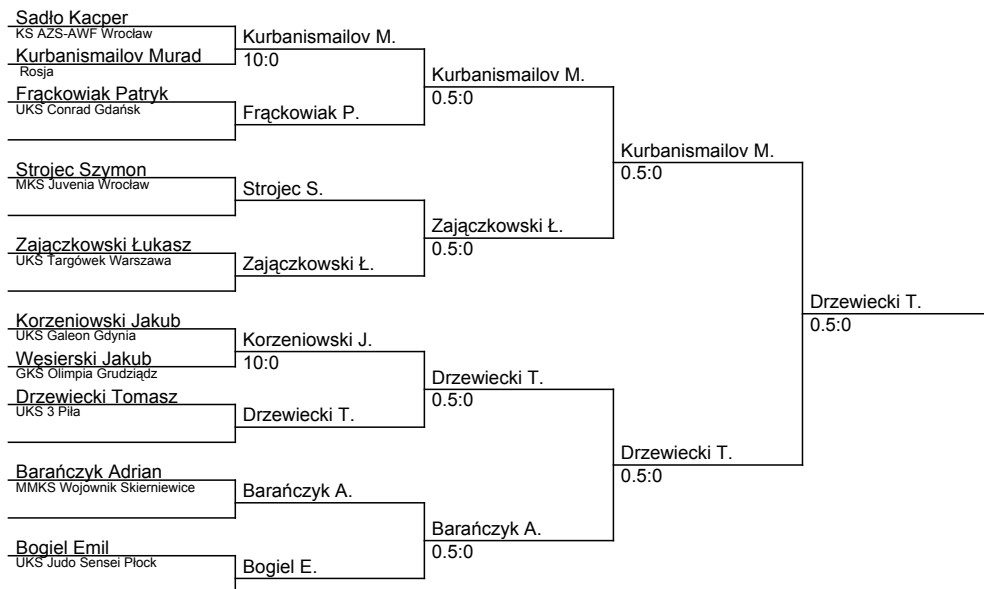 Sadło Kacper
KS AZS-AWF Wrocław
Kurbanismailov Murad
Rosja
Frąckowiak Patryk
UKS Conrad Gdańsk
Strojec Szymon
MKS Juvenia Wrocław
Zajączkowski Łukasz
UKS Targówek Warszawa
Korzeniowski Jakub
UKS Galeon Gdynia
Węsierski Jakub
GKS Olimpia Grudziądz
Drzewiecki Tomasz
UKS 3 Piła
Barańczyk Adrian
MMKS Wojownik Skierniewice
Bogiel Emil
UKS Judo Sensei Płock
Kurbanismailov M.
10:0
Frąckowiak P.
Strojec S.
Zajączkowski Ł.
Korzeniowski J.
10:0
Drzewiecki T.
Barańczyk A.
Bogiel E.
Kurbanismailov M.
0.5:0
Zajączkowski Ł.
0.5:0
Drzewiecki T.
0.5:0
Barańczyk A.
0.5:0
Kurbanismailov M.
0.5:0
Drzewiecki T.
0.5:0
Drzewiecki T.
0.5:0